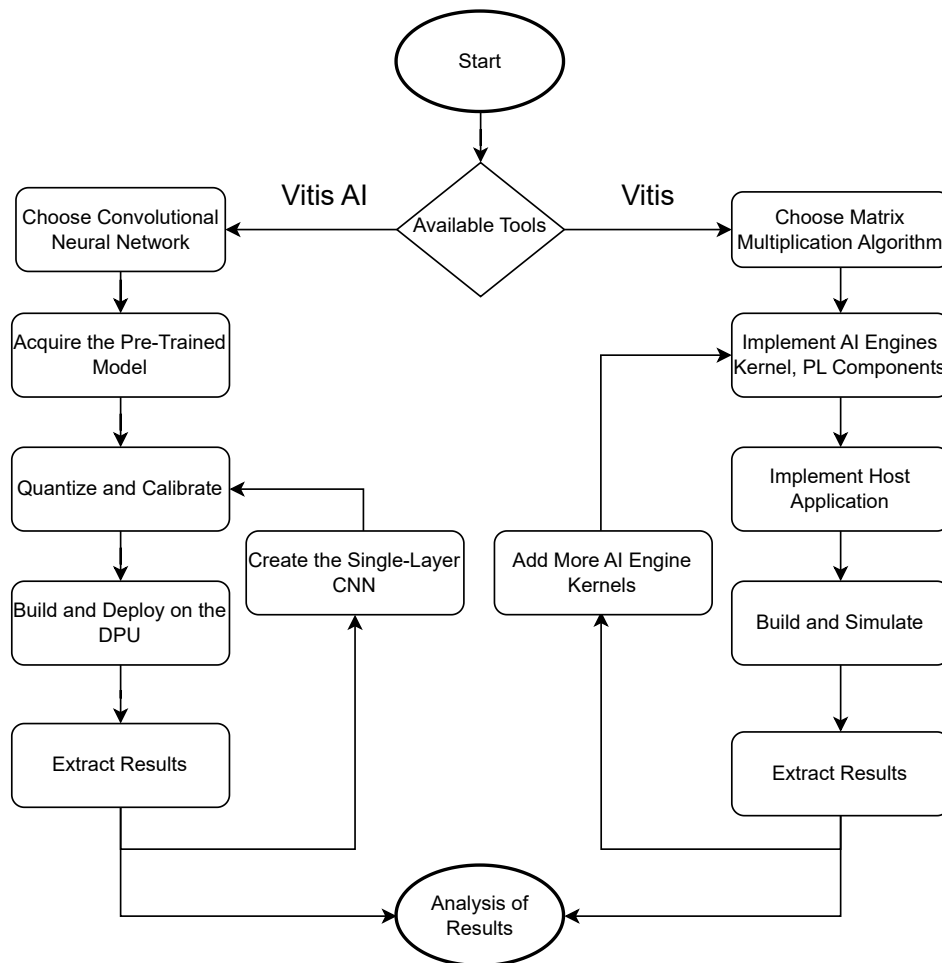 Start
Vitis AI
Vitis
Available Tools
Choose Convolutional
Neural Network
Choose Matrix
Multiplication Algorithm
Acquire the Pre-Trained
Model
Implement AI Engines
Kernel, PL Components
Quantize and Calibrate
Implement Host
Application
Create the Single-Layer
CNN
Add More AI Engine
Kernels
Build and Deploy on the
DPU
Build and Simulate
Extract Results
Extract Results
Analysis of
Results